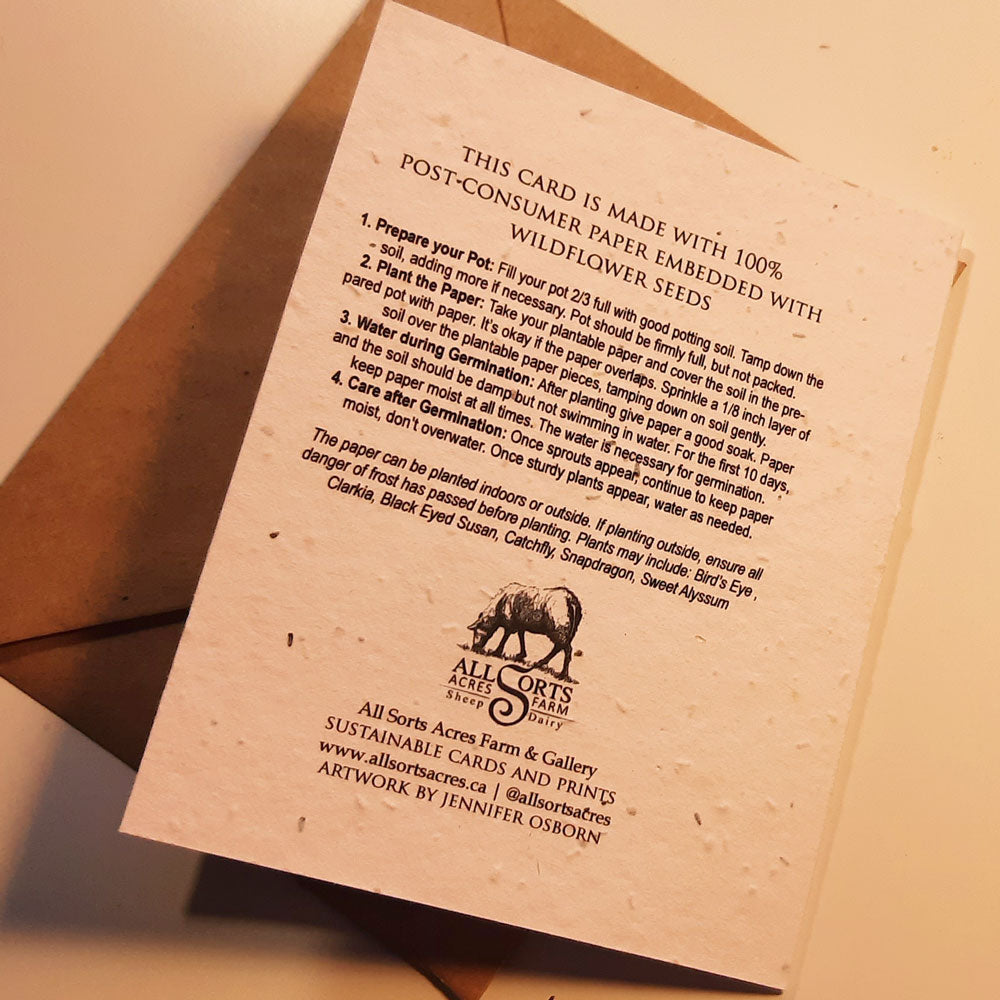 THIS CARD IS MADE WITH 100%
POST-CONSUMER PAPER EMBEDDED WITH
WILDFLOWER SEEDS
1. Prepare your Pot: Fill your pot 2/3 full with good potting soil. Tamp down the
soil, adding more if necessary. Pot should be firmly full, but not packed.
2. Plant the Paper: Take your plantable paper and cover the soil in the pre-
pared pot with paper. It's okay if the paper overlaps. Sprinkle a 1/8 inch layer of
soil over the plantable paper pieces, tamping down on soil gently.
3. Water during Germination: After planting give paper a good soak. Paper
and the soil should be damp but not swimming in water. For the first 10 days,
keep paper moist at all times. The water is necessary for germination.
4. Care after Germination: Once sprouts appear, continue to keep paper
moist, don't overwater. Once sturdy plants appear, water as needed.
The paper can be planted indoors or outside. If planting outside, ensure all
danger of frost has passed before planting. Plants may include: Bird's Eye,
Clarkia, Black Eyed Susan, Catchfly, Snapdragon, Sweet Alyssum
ALL SORTS
ACRES FARM
Sheep Dairy
All Sorts Acres Farm & Gallery
SUSTAINABLE CARDS AND PRINTS
www.allsortsacres.ca | @allsortsacres
ARTWORK BY JENNIFER OSBORN